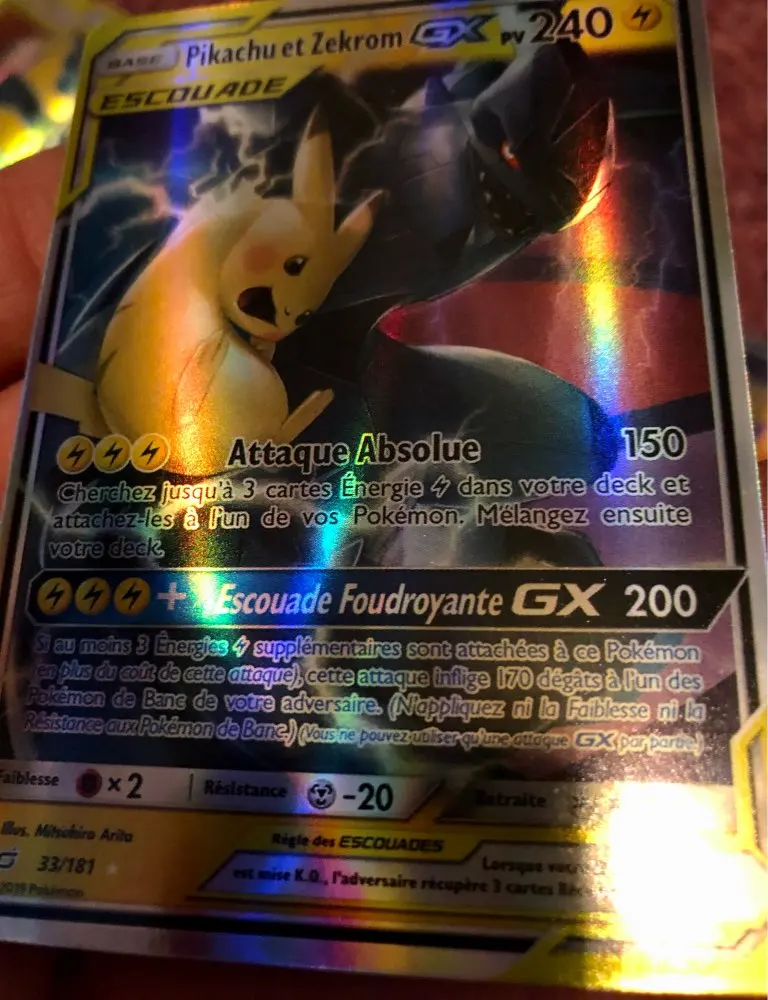 BASE Pikachu et Zekrom GX PV 240
ESCOUADE
Attaque Absolue 150
Cherchez jusqu'à 3 cartes Énergie dans votre deck et
attachez-les à l'un de vos Pokémon. Mélangez ensuite
votre deck.
+ Escouade Foudroyante GX 200
Si au moins 3 Énergies supplémentaires sont attachées à ce Pokémon
(en plus du coût de cette attaque), cette attaque inflige 170 dégâts à l'un des
Pokémon de Banc de votre adversaire. (N'appliquez ni la Faiblesse ni la
Résistance aux Pokémon de Banc.) (Vous ne pouvez utiliser qu'une attaque GX par partie.)
Faiblesse ×2 Résistance -20 Retraite
Illus. Mitsuhiro Arita
Règle des ESCOUADES
33/181
Lorsque votre
est mise K.O., l'adversaire récupère 3 cartes
2019 Pokémon